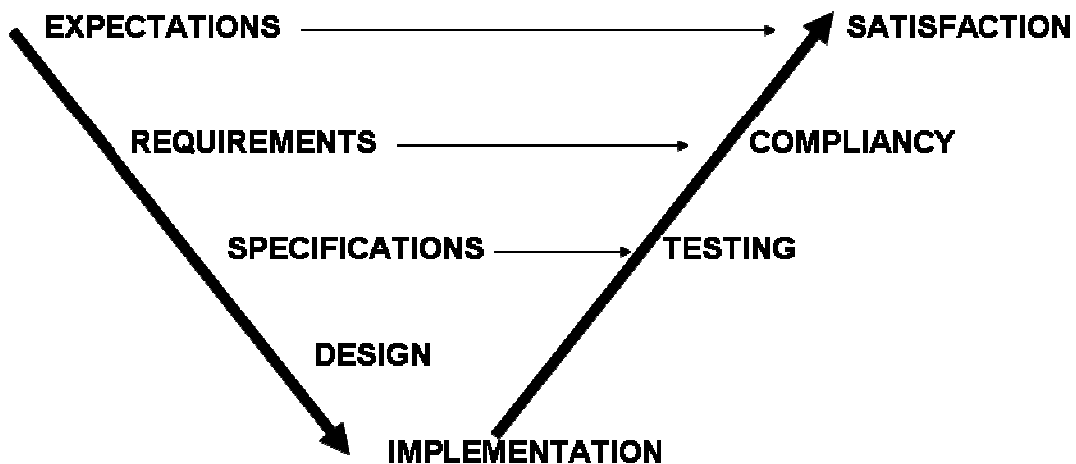 EXPECTATIONS
SATISFACTION
REQUIREMENTS
COMPLIANCY
SPECIFICATIONS
TESTING
DESIGN
IMPLEMENTATION